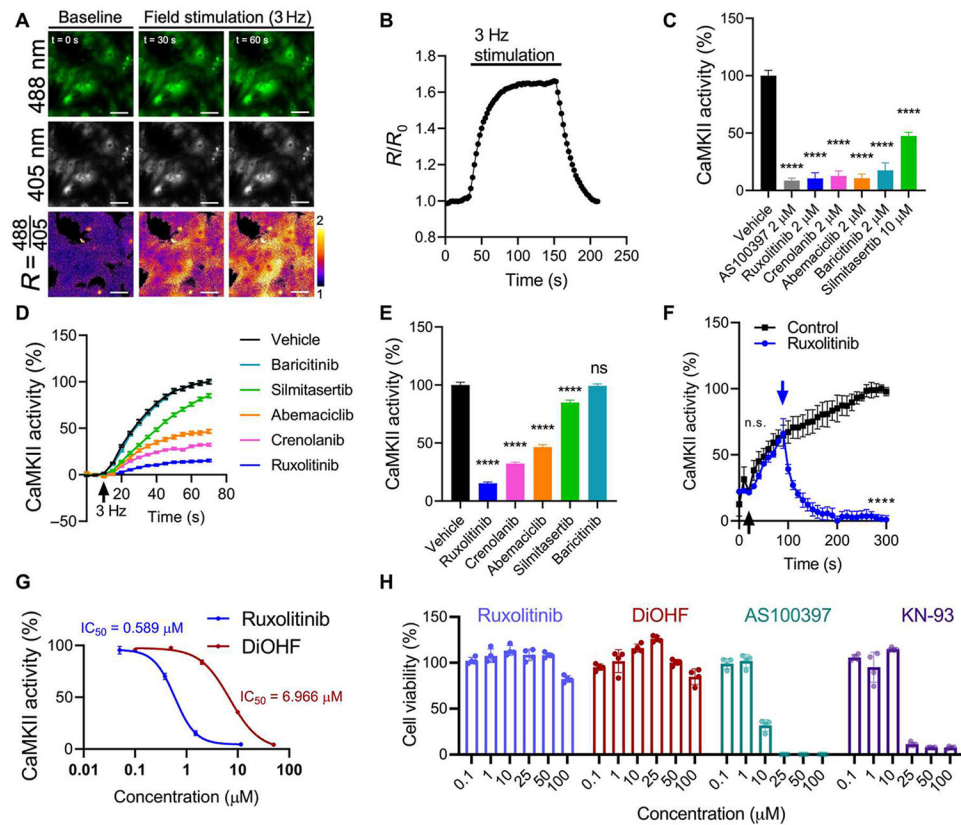 A
Baseline
Field stimulation (3 Hz)
t = 0 s
t = 30 s
t = 60 s
488 nm
405 nm
R = 488/405
2
1
B
3 Hz
stimulation
R/R0
1.8
1.6
1.4
1.2
1.0
0.8
0 50 100 150 200 250
Time (s)
C
CaMKII activity (%)
150
100
50
0
**** **** **** **** **** ****
Vehicle
AS100397 2 μM
Ruxolitinib 2 μM
Crenolanib 2 μM
Abemaciclib 2 μM
Baricitinib 2 μM
Silmitasertib 10 μM
D
CaMKII activity (%)
150
100
50
0
–50
20 40 60 80
3 Hz
Time (s)
Vehicle
Baricitinib
Silmitasertib
Abemaciclib
Crenolanib
Ruxolitinib
E
CaMKII activity (%)
150
100
50
0
**** **** **** **** ns
Vehicle
Ruxolitinib
Crenolanib
Abemaciclib
Silmitasertib
Baricitinib
F
Control
Ruxolitinib
CaMKII activity (%)
150
100
50
0
n.s.
****
0 100 200 300
Time (s)
G
Ruxolitinib
DiOHF
IC50 = 0.589 μM
IC50 = 6.966 μM
CaMKII activity (%)
100
50
0
0.01 0.1 1 10 100
Concentration (μM)
H
Ruxolitinib
DiOHF
AS100397
KN-93
Cell viability (%)
150
100
50
0
0.1 1 10 25 50 100
0.1 1 10 25 50 100
0.1 1 10 25 50 100
0.1 1 10 25 50 100
Concentration (μM)